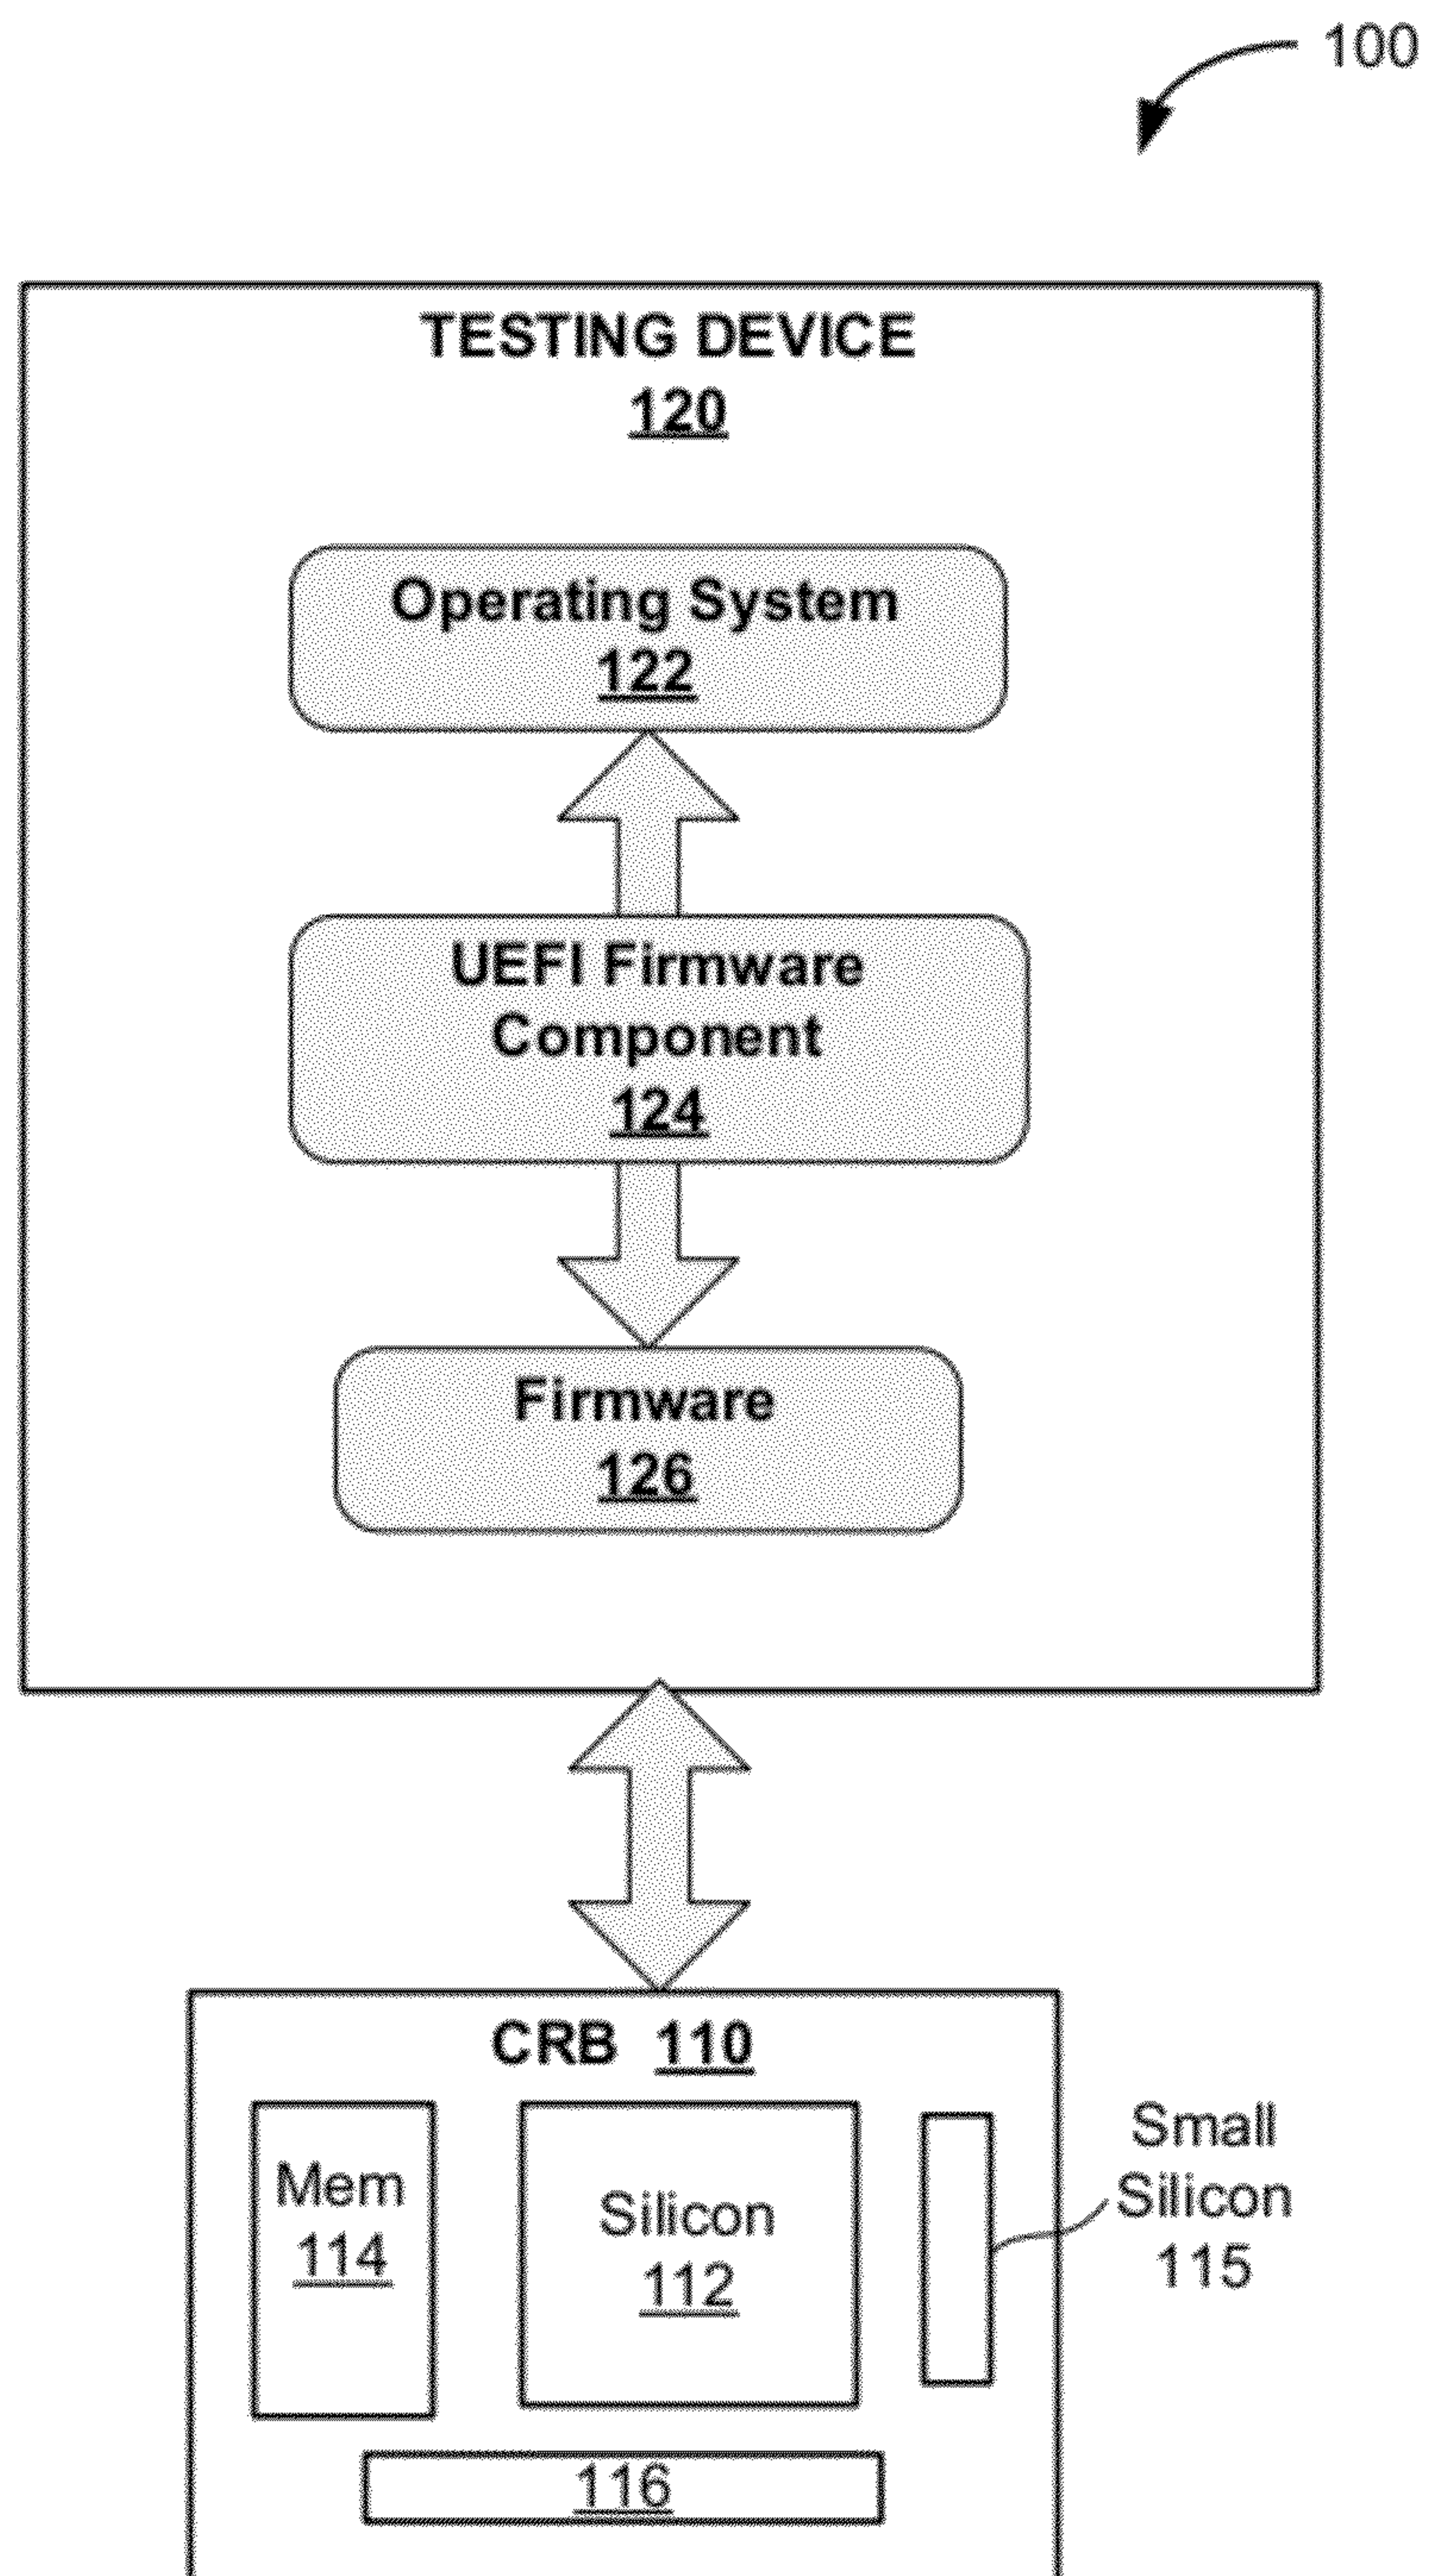 100
TESTING DEVICE
120
Operating System
122
UEFI Firmware
Component
124
Firmware
126
CRB 110
Mem
114
Silicon
112
Small
Silicon
115
116